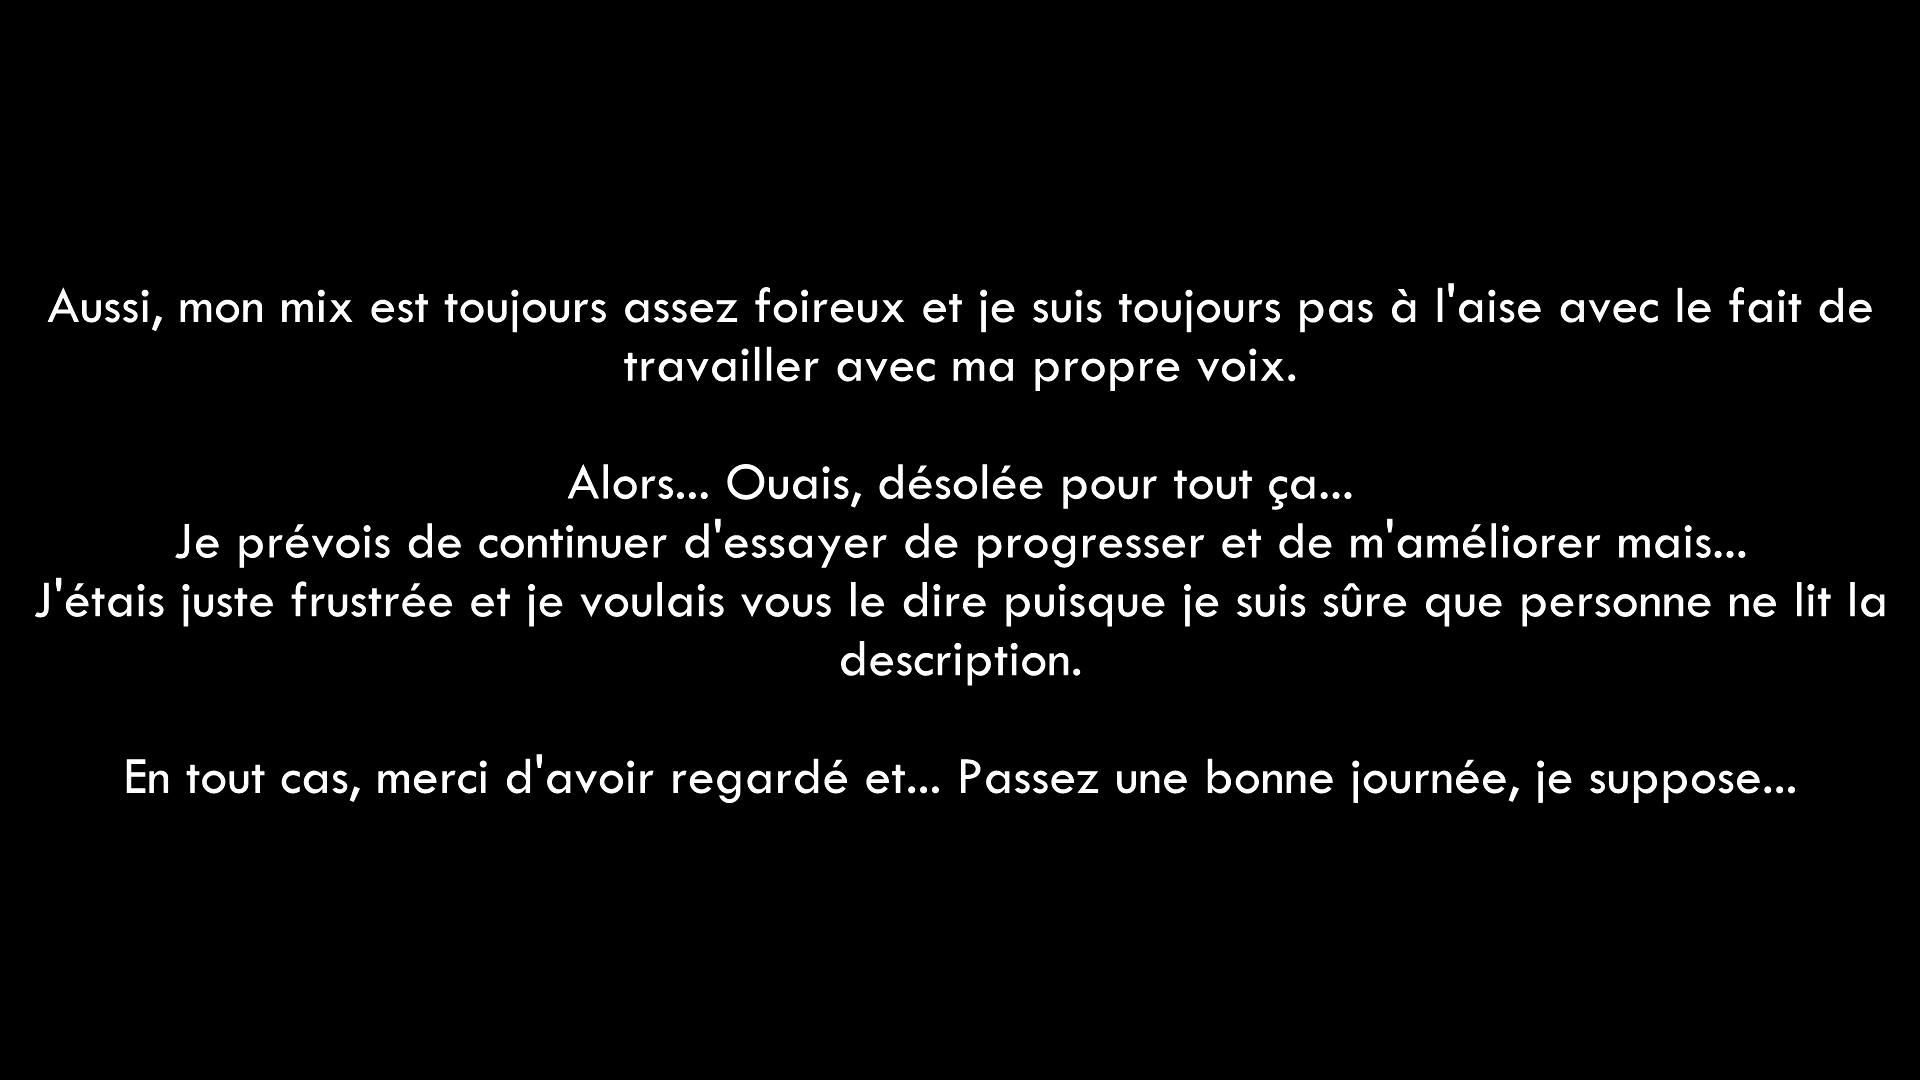 Aussi, mon mix est toujours assez foireux et je suis toujours pas à l'aise avec le fait de
travailler avec ma propre voix.
Alors... Ouais, désolée pour tout ça...
Je prévois de continuer d'essayer de progresser et de m'améliorer mais...
J'étais juste frustrée et je voulais vous le dire puisque je suis sûre que personne ne lit la
description.
En tout cas, merci d'avoir regardé et... Passez une bonne journée, je suppose...